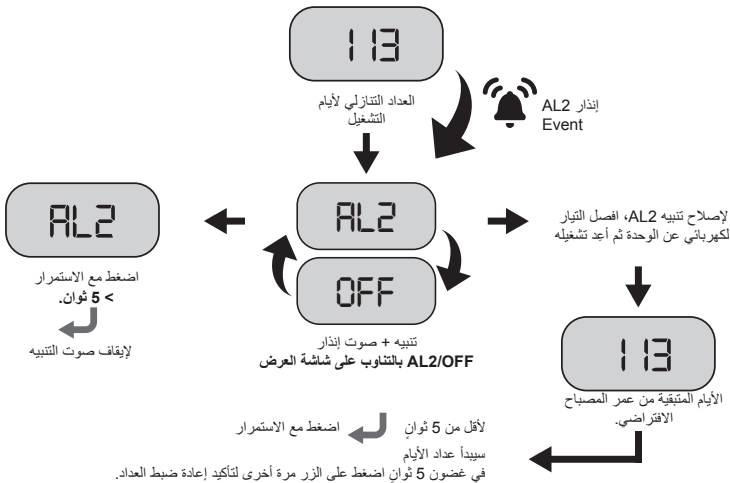 113
العداد التنازلي لأيام
التشغيل
إنذار AL2
Event
AL2
اضغط مع الاستمرار
> 5 ثوان.
لإيقاف صوت التنبيه
AL2
OFF
تنبيه + صوت إنذار
AL2/OFF بالتناوب على شاشة العرض
لإصلاح تنبيه AL2، افصل التيار
لكهربائي عن الوحدة ثم أعِد تشغيله
113
الأيام المتبقية من عمر المصباح
الافتراضي.
اضغط مع الاستمرار لأقل من 5 ثوانٍ
سيبدأ عداد الأيام
في غضون 5 ثوانٍ اضغط على الزر مرة أخرى لتأكيد إعادة ضبط العداد.